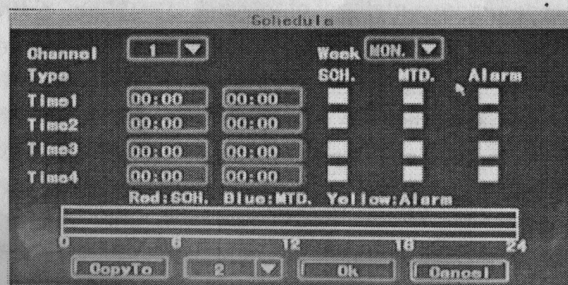 Schedule
Channel 1 Week MON.
Type SCH. MTD. Alarm
Time1 00:00 00:00
Time2 00:00 00:00
Time3 00:00 00:00
Time4 00:00 00:00
Red:SCH. Blue:MTD. Yellow:Alarm
0 6 12 18 24
CopyTo 2 Ok Cancel